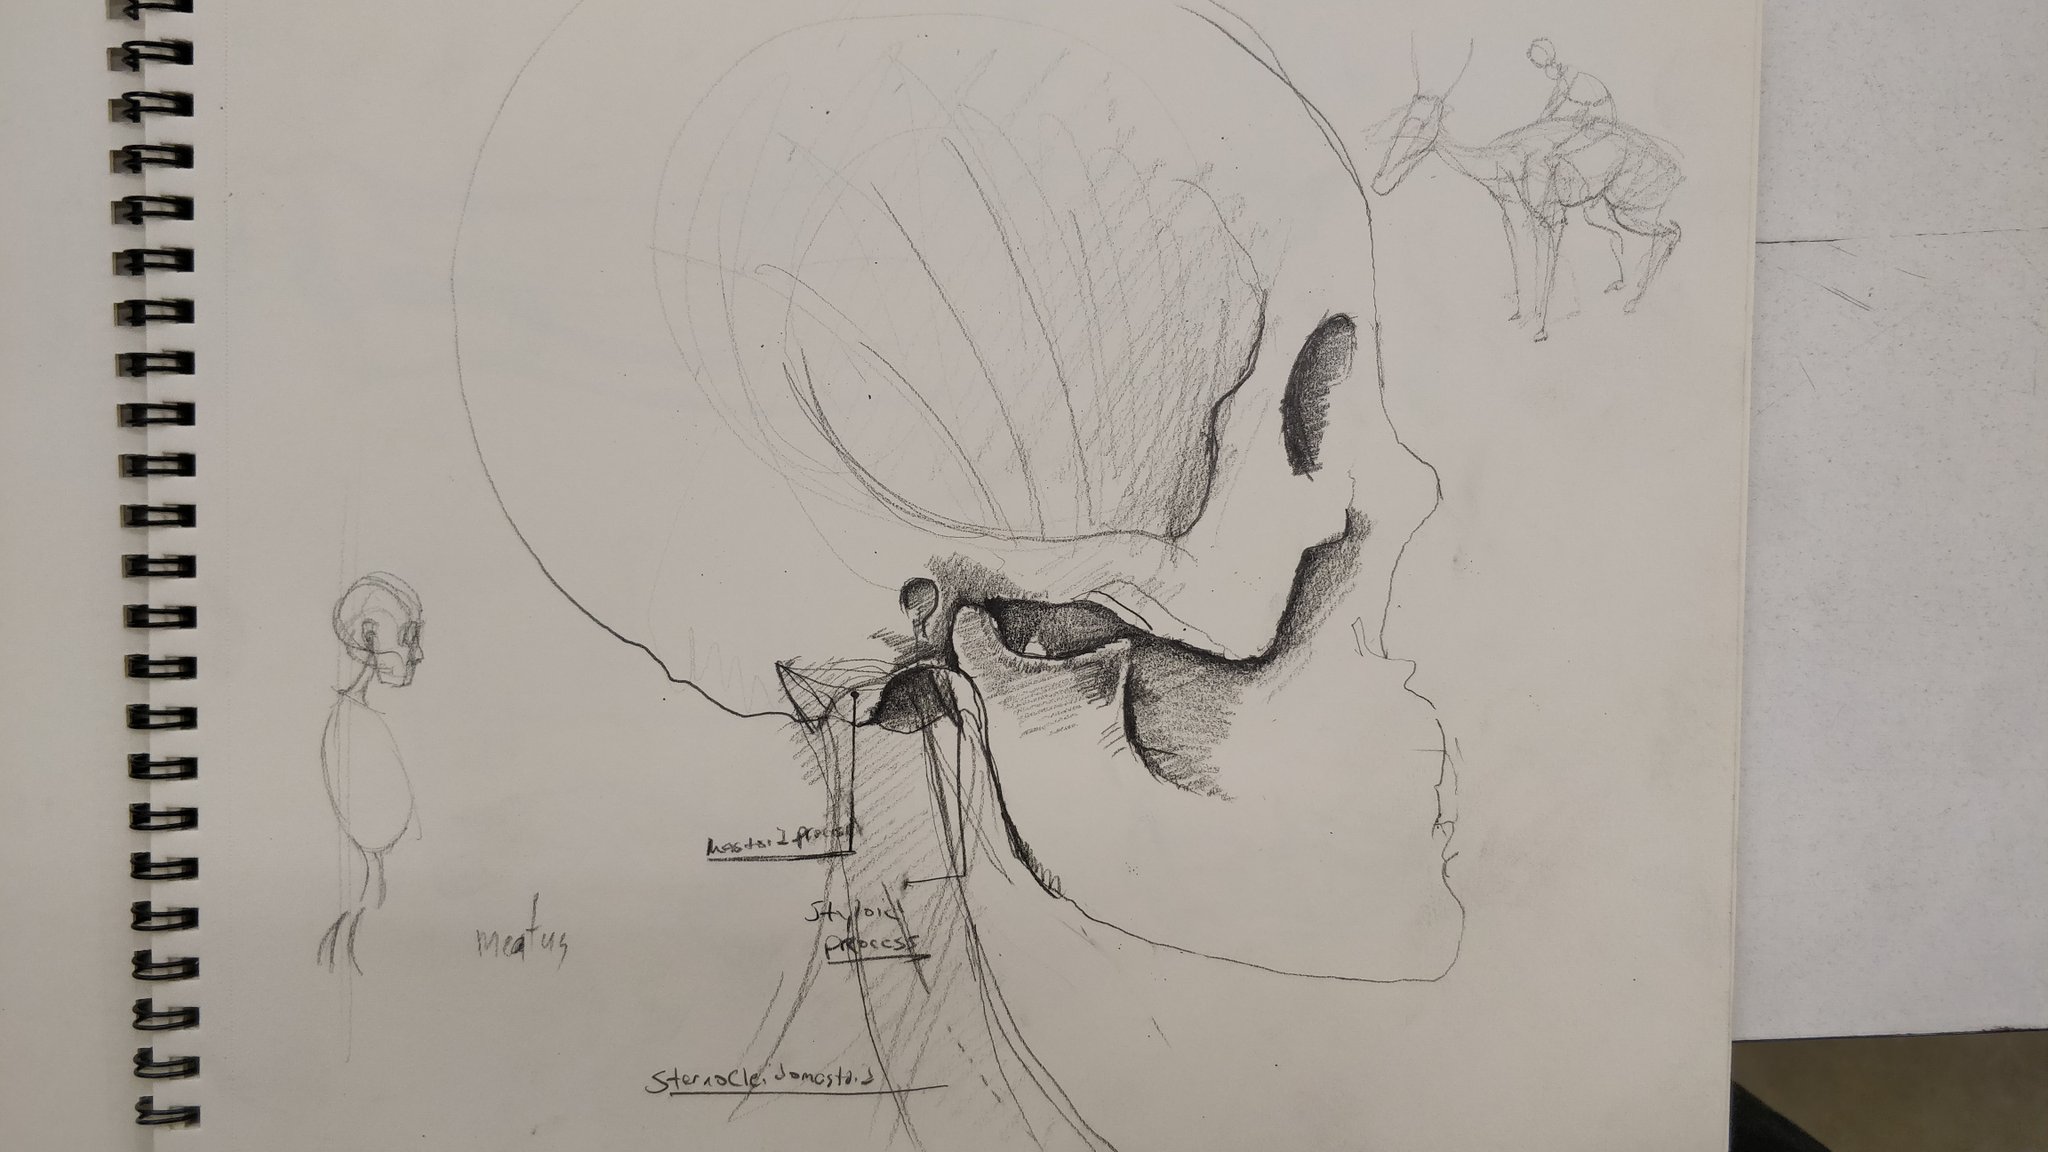 Mastoid process
Styloid
process
meatus
Sternocleidomastoid